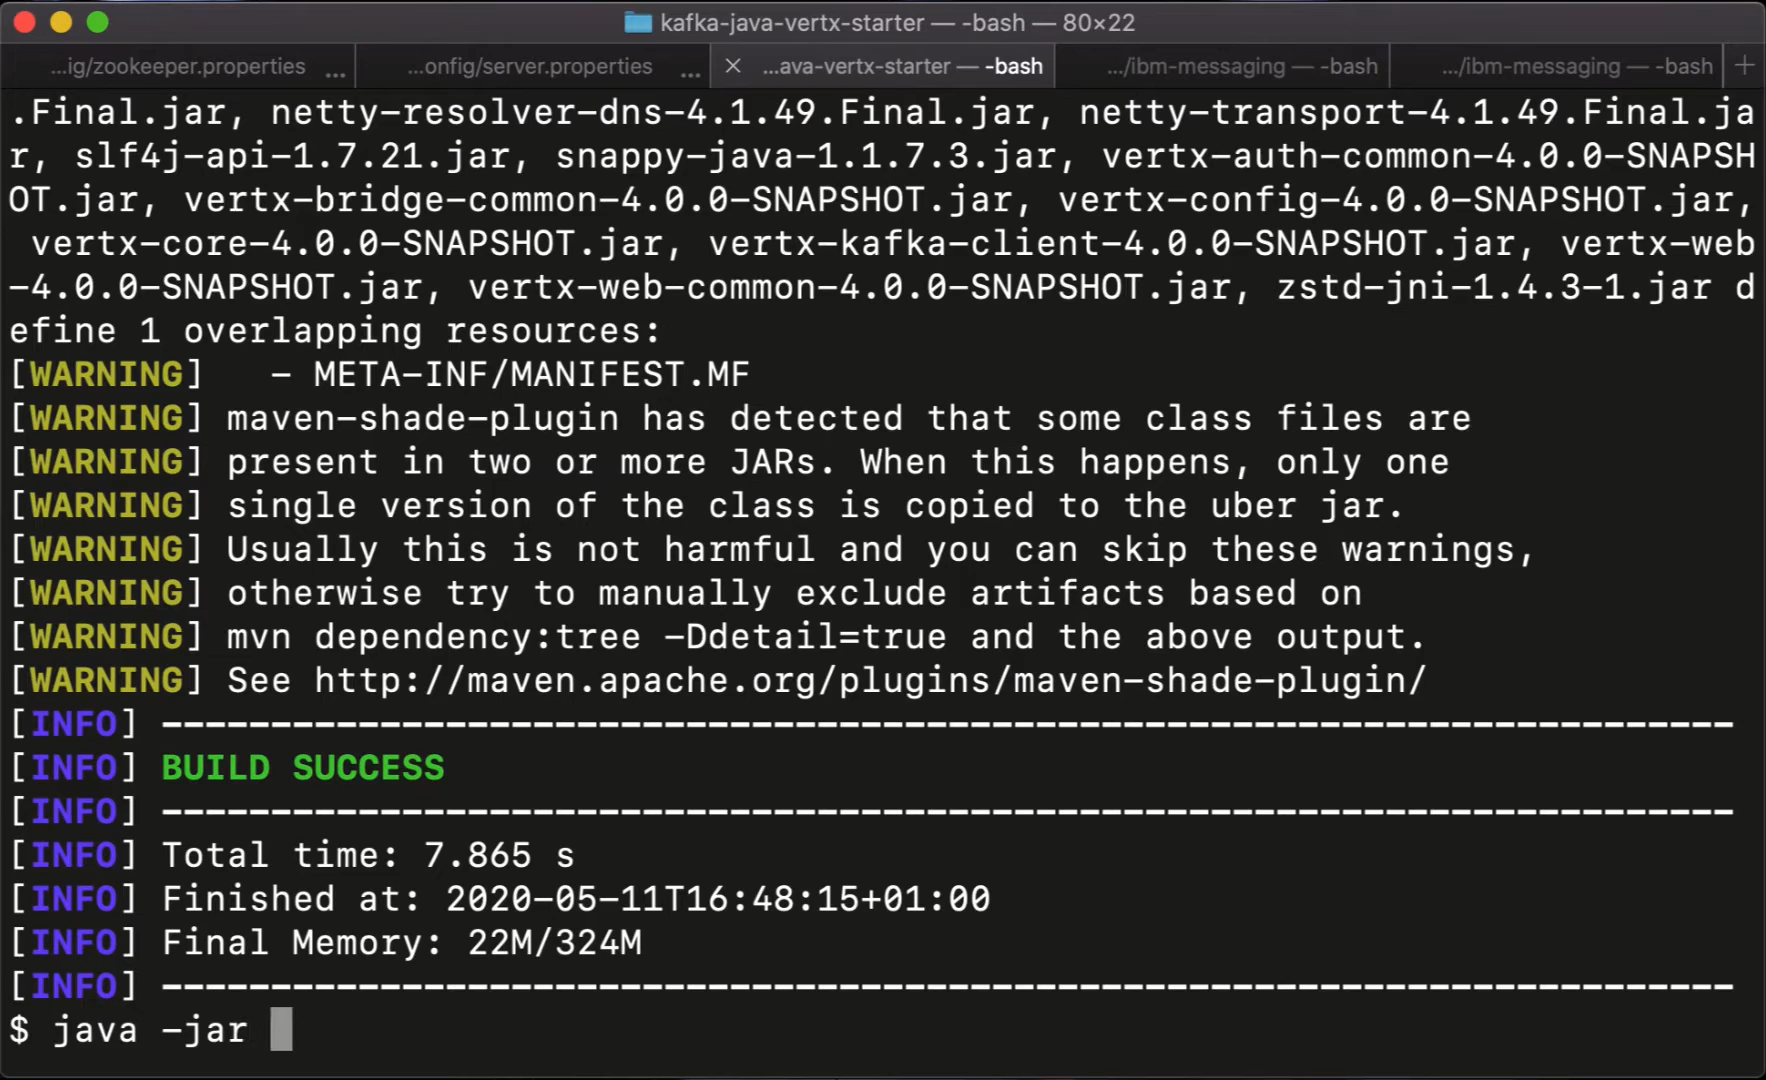 kafka-java-vertx-starter — -bash — 80×22
...ig/zookeeper.properties ... ...onfig/server.properties ... × ...ava-vertx-starter — -bash .../ibm-messaging — -bash .../ibm-messaging — -bash +
.Final.jar, netty-resolver-dns-4.1.49.Final.jar, netty-transport-4.1.49.Final.ja
r, slf4j-api-1.7.21.jar, snappy-java-1.1.7.3.jar, vertx-auth-common-4.0.0-SNAPSH
OT.jar, vertx-bridge-common-4.0.0-SNAPSHOT.jar, vertx-config-4.0.0-SNAPSHOT.jar,
 vertx-core-4.0.0-SNAPSHOT.jar, vertx-kafka-client-4.0.0-SNAPSHOT.jar, vertx-web
-4.0.0-SNAPSHOT.jar, vertx-web-common-4.0.0-SNAPSHOT.jar, zstd-jni-1.4.3-1.jar d
efine 1 overlapping resources:
[WARNING]   - META-INF/MANIFEST.MF
[WARNING] maven-shade-plugin has detected that some class files are
[WARNING] present in two or more JARs. When this happens, only one
[WARNING] single version of the class is copied to the uber jar.
[WARNING] Usually this is not harmful and you can skip these warnings,
[WARNING] otherwise try to manually exclude artifacts based on
[WARNING] mvn dependency:tree -Ddetail=true and the above output.
[WARNING] See http://maven.apache.org/plugins/maven-shade-plugin/
[INFO] ------------------------------------------------------------------------
[INFO] BUILD SUCCESS
[INFO] ------------------------------------------------------------------------
[INFO] Total time: 7.865 s
[INFO] Finished at: 2020-05-11T16:48:15+01:00
[INFO] Final Memory: 22M/324M
[INFO] ------------------------------------------------------------------------
$ java -jar